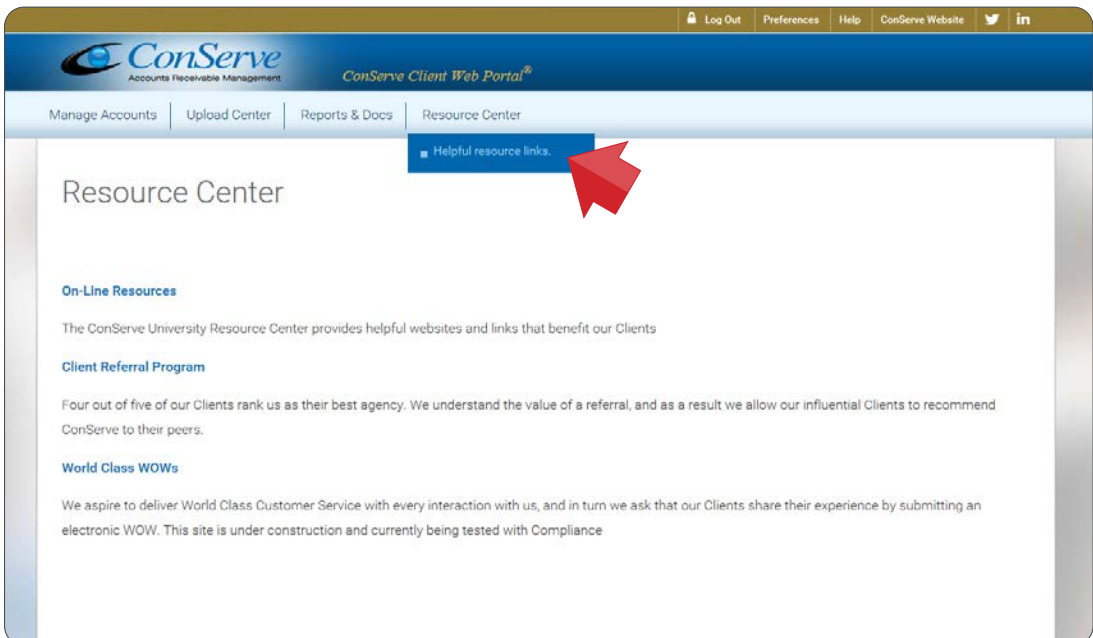 Log Out Preferences Help ConServe Website
ConServe
Accounts Receivable Management
ConServe Client Web Portal®
Manage Accounts Upload Center Reports & Docs Resource Center
Helpful resource links.
Resource Center
On-Line Resources
The ConServe University Resource Center provides helpful websites and links that benefit our Clients
Client Referral Program
Four out of five of our Clients rank us as their best agency. We understand the value of a referral, and as a result we allow our influential Clients to recommend
ConServe to their peers.
World Class WOWs
We aspire to deliver World Class Customer Service with every interaction with us, and in turn we ask that our Clients share their experience by submitting an
electronic WOW. This site is under construction and currently being tested with Compliance